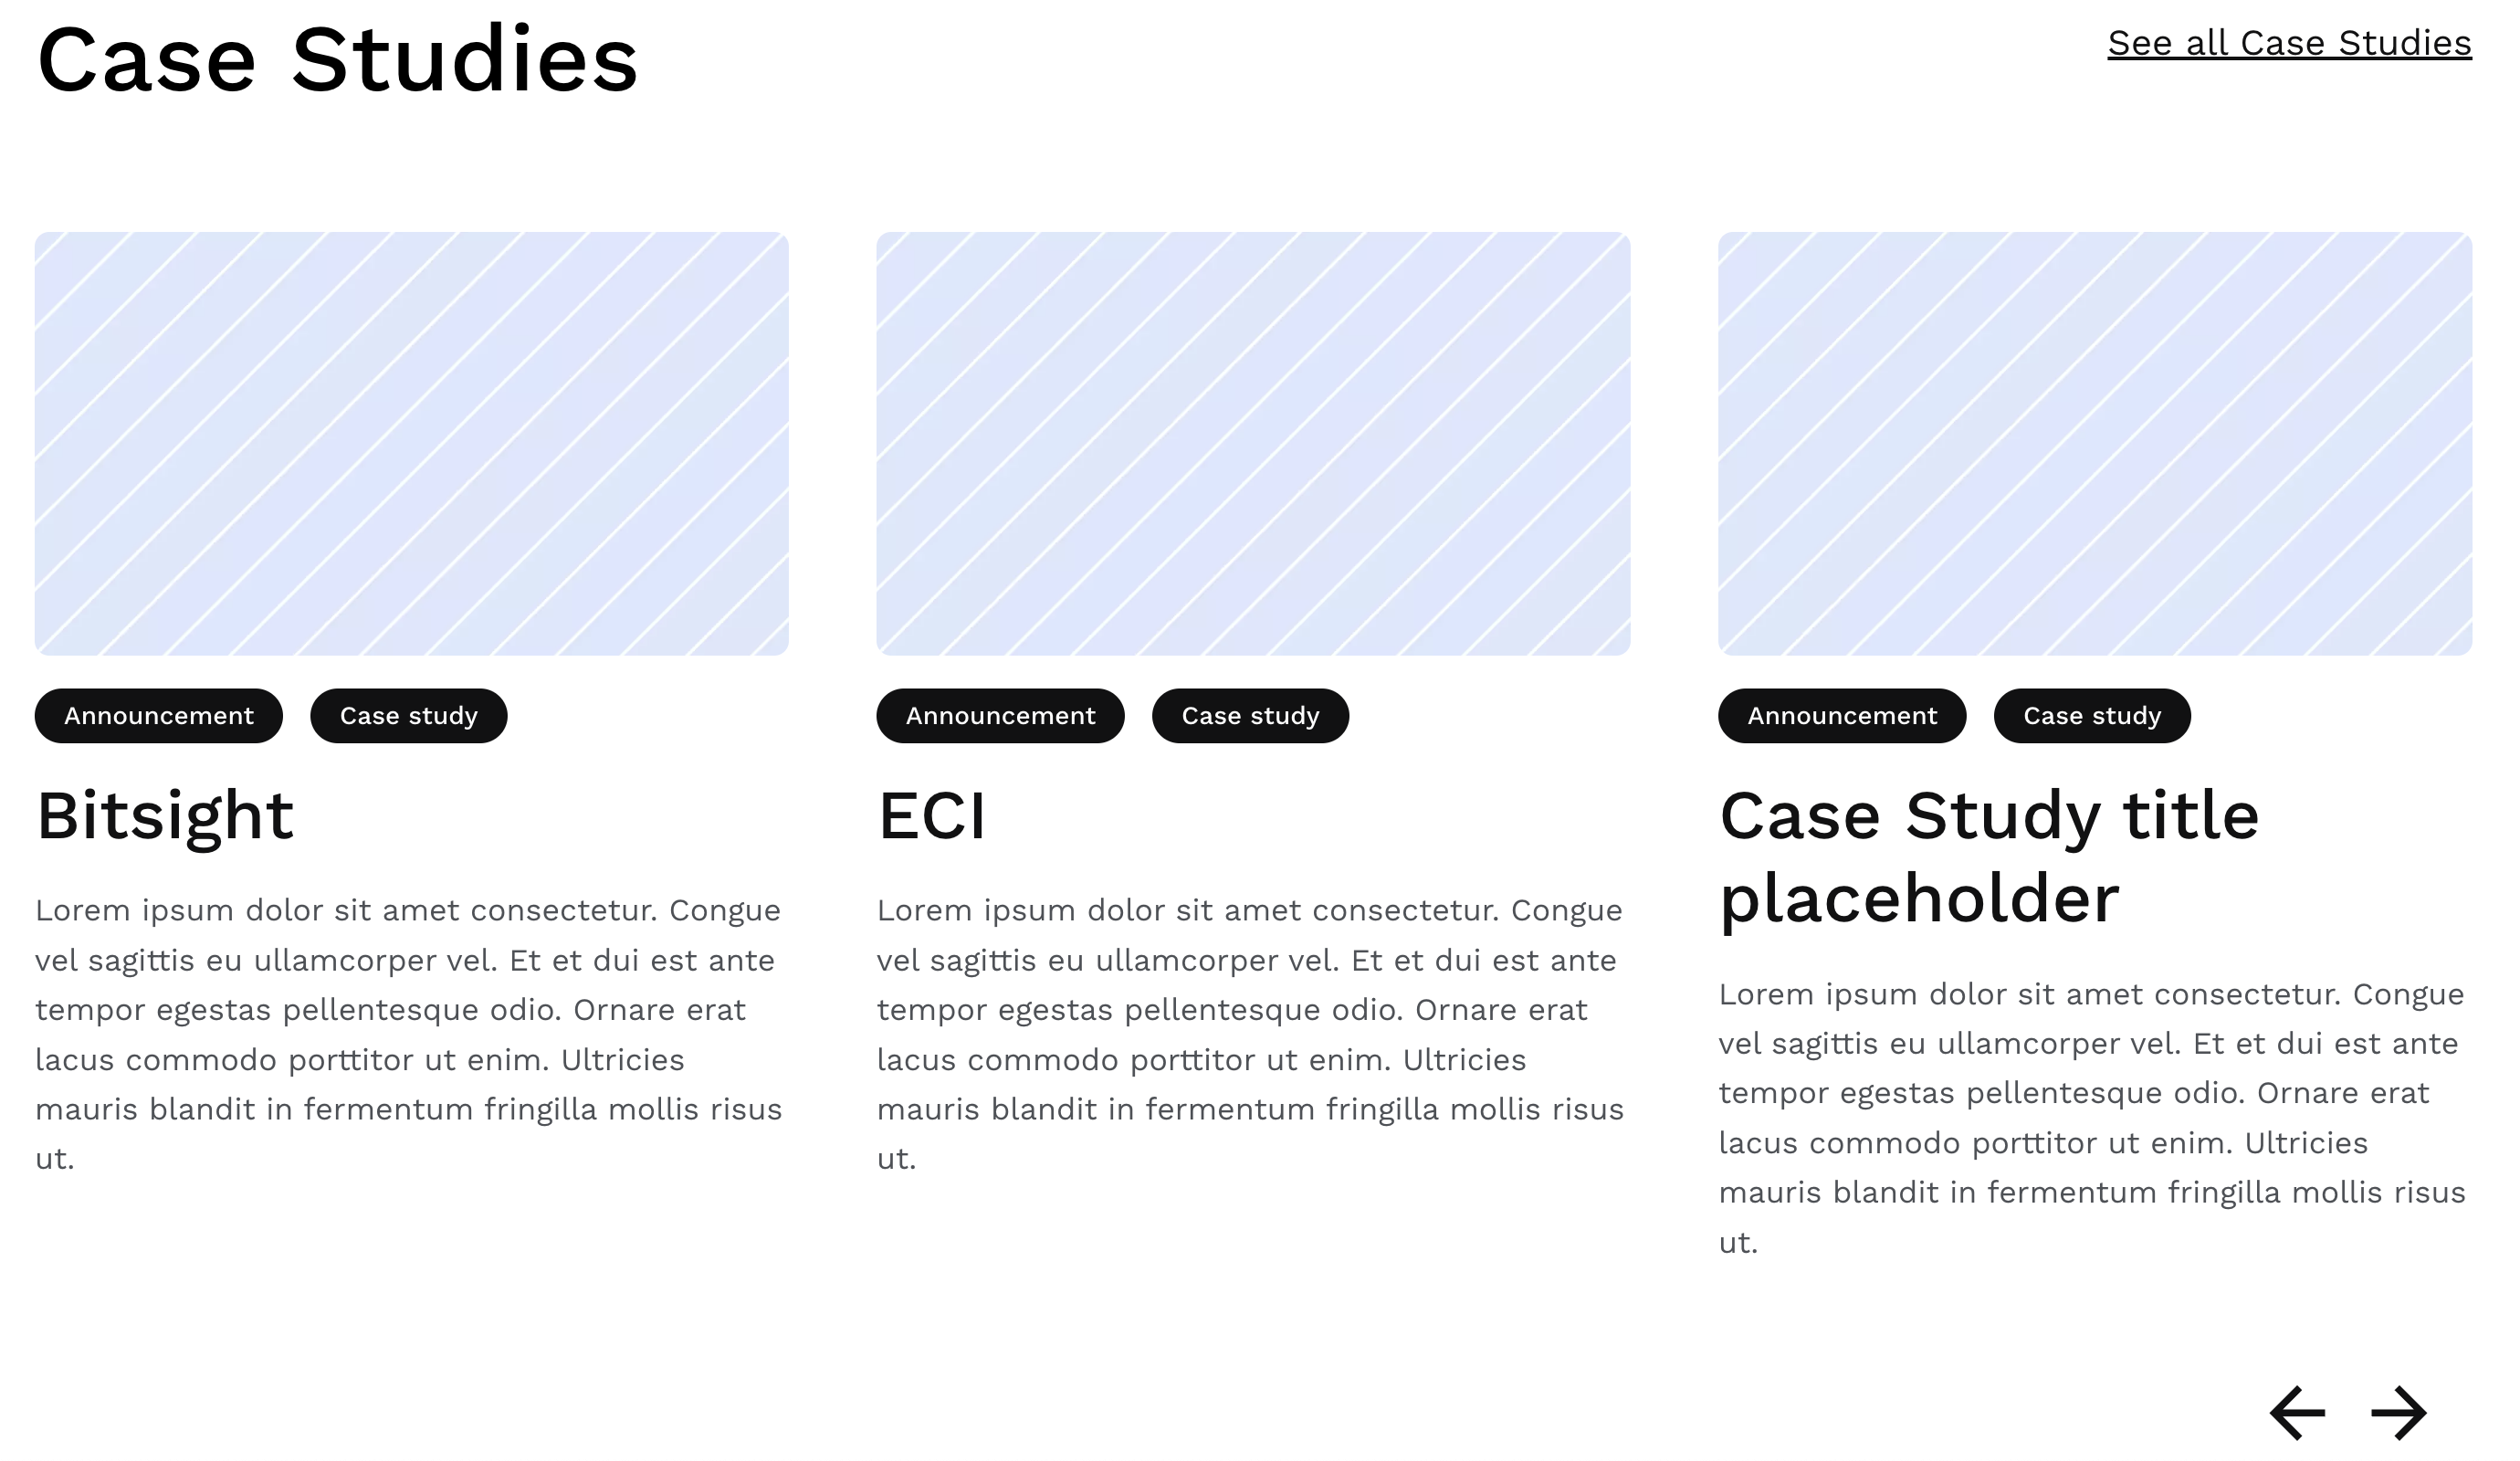 Case Studies
See all Case Studies
Announcement
Case study
Bitsight
Lorem ipsum dolor sit amet consectetur. Congue
vel sagittis eu ullamcorper vel. Et et dui est ante
tempor egestas pellentesque odio. Ornare erat
lacus commodo porttitor ut enim. Ultricies
mauris blandit in fermentum fringilla mollis risus
ut.
Announcement
Case study
ECI
Lorem ipsum dolor sit amet consectetur. Congue
vel sagittis eu ullamcorper vel. Et et dui est ante
tempor egestas pellentesque odio. Ornare erat
lacus commodo porttitor ut enim. Ultricies
mauris blandit in fermentum fringilla mollis risus
ut.
Announcement
Case study
Case Study title
placeholder
Lorem ipsum dolor sit amet consectetur. Congue
vel sagittis eu ullamcorper vel. Et et dui est ante
tempor egestas pellentesque odio. Ornare erat
lacus commodo porttitor ut enim. Ultricies
mauris blandit in fermentum fringilla mollis risus
ut.